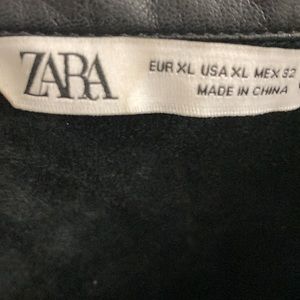 ZARA
EUR XL USA XL MEX 32
MADE IN CHINA